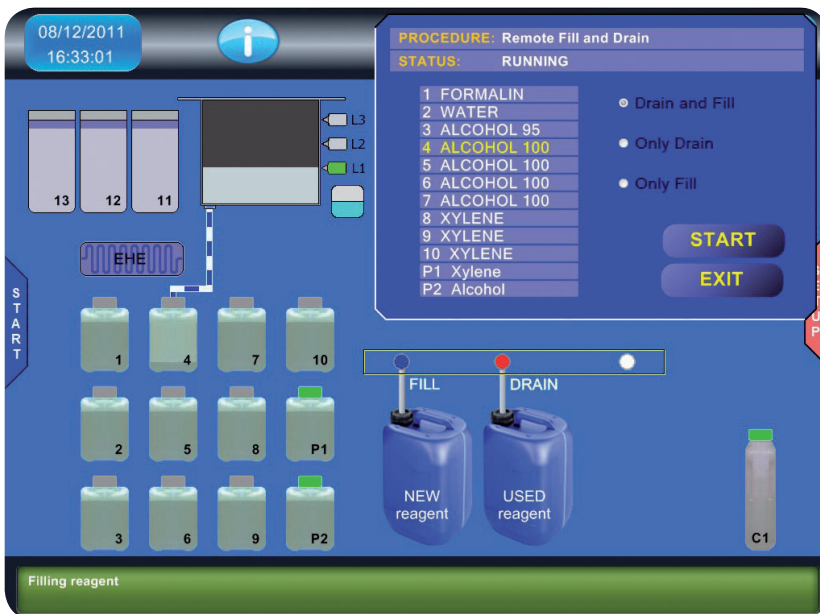 08/12/2011
16:33:01
PROCEDURE: Remote Fill and Drain
STATUS: RUNNING
1 FORMALIN
2 WATER
3 ALCOHOL 95
4 ALCOHOL 100
5 ALCOHOL 100
6 ALCOHOL 100
7 ALCOHOL 100
8 XYLENE
9 XYLENE
10 XYLENE
P1 Xylene
P2 Alcohol
Drain and Fill
Only Drain
Only Fill
START
EXIT
L3
L2
L1
13 12 11
EHE
START
1 4 7 10
2 5 8 P1
3 6 9 P2
FILL DRAIN
NEW reagent
USED reagent
C1
Filling reagent